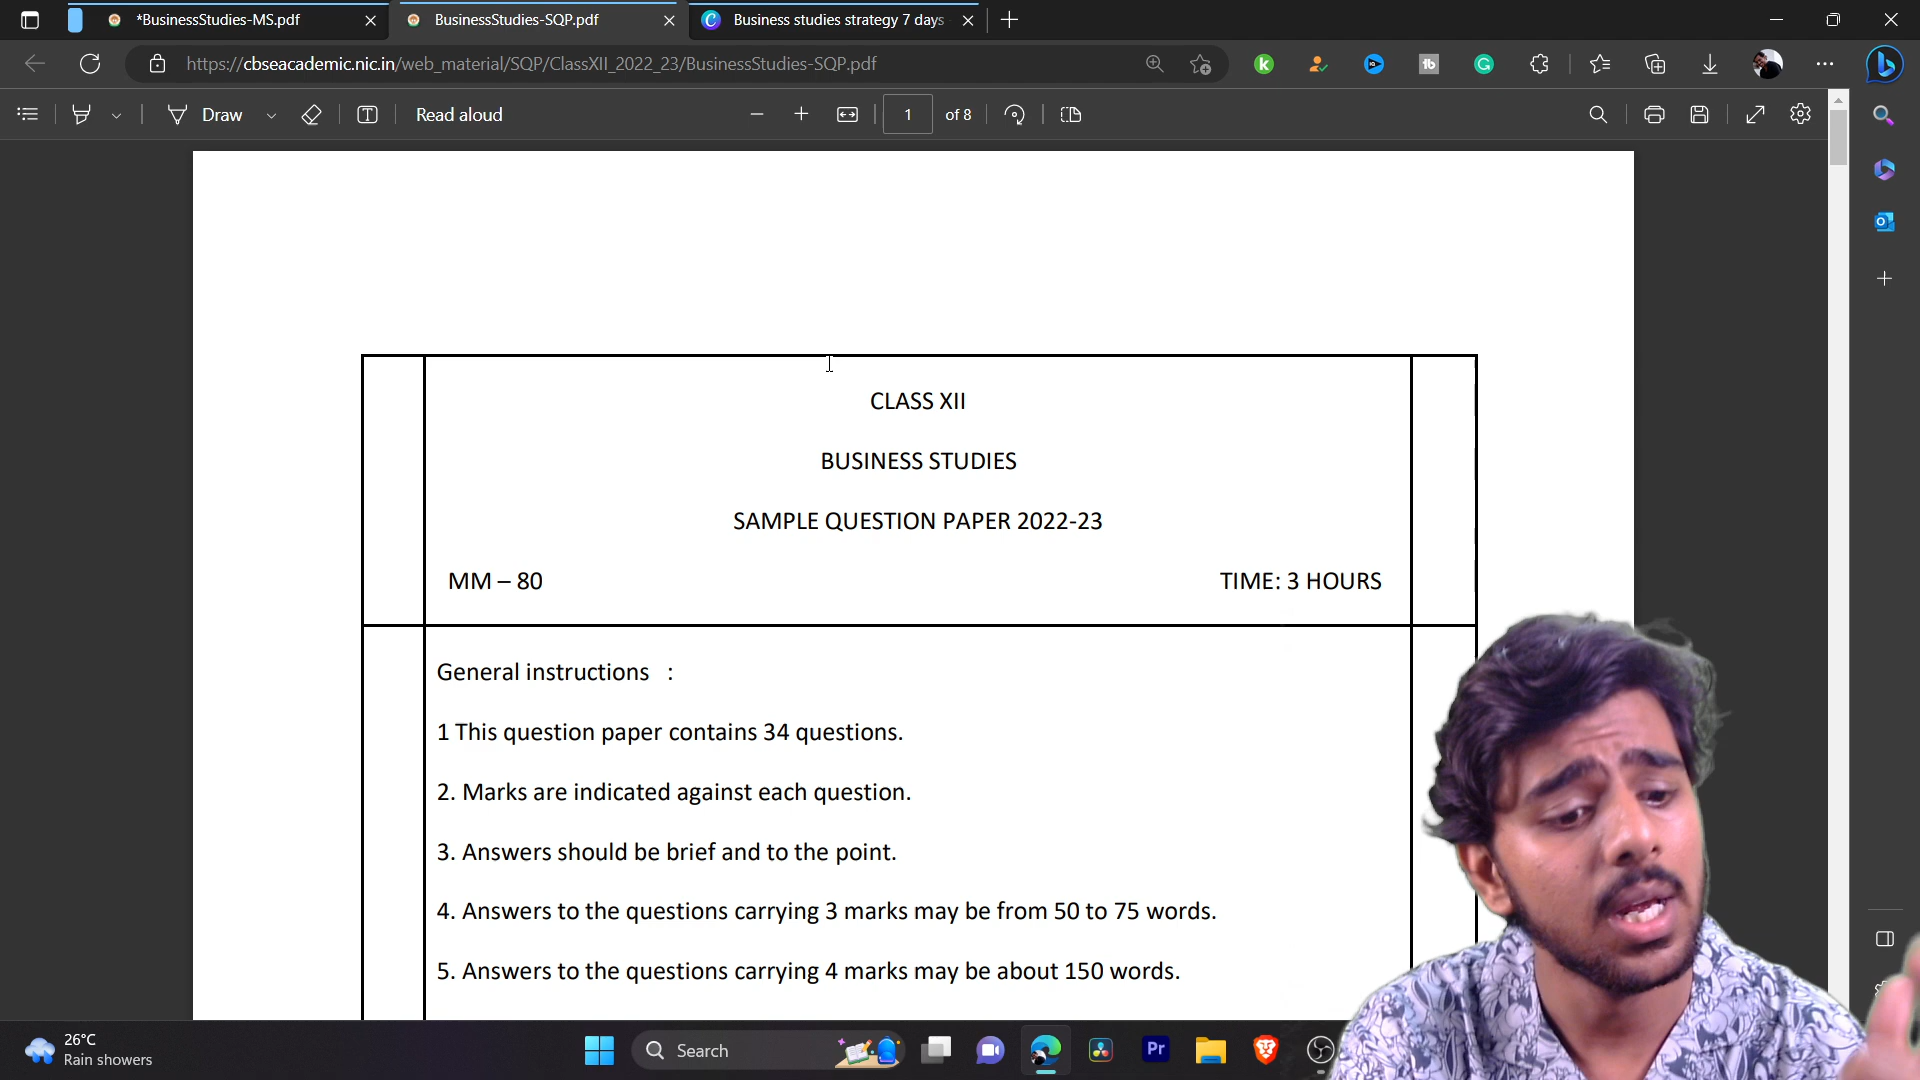 *BusinessStudies-MS.pdf
BusinessStudies-SQP.pdf
Business studies strategy 7 days
https://cbseacademic.nic.in/web_material/SQP/ClassXII_2022_23/BusinessStudies-SQP.pdf
Draw
Read aloud
1
of 8
CLASS XII
BUSINESS STUDIES
SAMPLE QUESTION PAPER 2022-23
MM – 80
TIME: 3 HOURS
General instructions :
1 This question paper contains 34 questions.
2. Marks are indicated against each question.
3. Answers should be brief and to the point.
4. Answers to the questions carrying 3 marks may be from 50 to 75 words.
5. Answers to the questions carrying 4 marks may be about 150 words.
26°C
Rain showers
Search
Pr